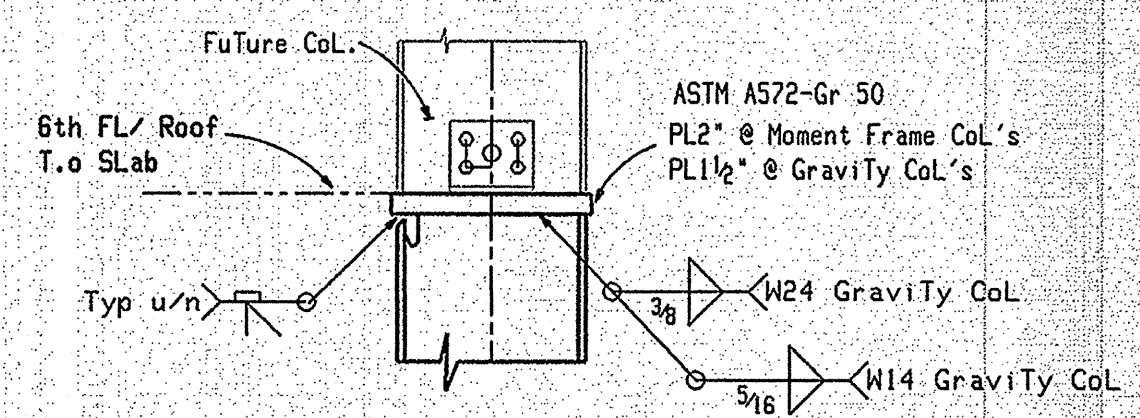 FuTure CoL.
6th FL/ Roof
T.o SLab
ASTM A572-Gr 50
PL2" @ Moment Frame CoL's
PL1½" @ GraviTy CoL's
Typ u/n
3/8
W24 GraviTy CoL
5/16
W14 GraviTy CoL